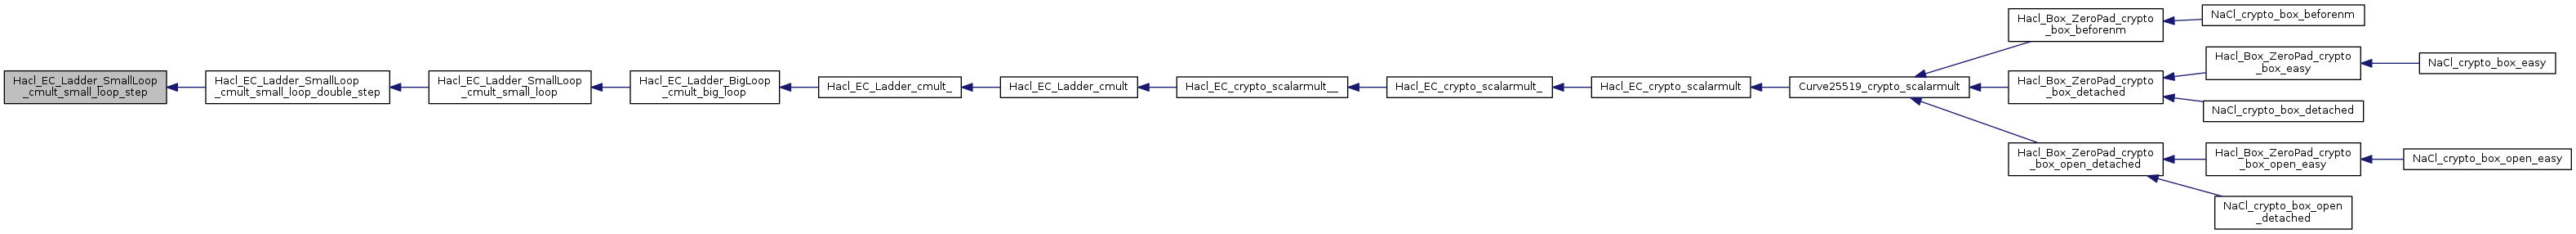 Hacl_EC_Ladder_SmallLoop
_cmult_small_loop_step
Hacl_EC_Ladder_SmallLoop
_cmult_small_loop_double_step
Hacl_EC_Ladder_SmallLoop
_cmult_small_loop
Hacl_EC_Ladder_BigLoop
_cmult_big_loop
Hacl_EC_Ladder_cmult_
Hacl_EC_Ladder_cmult
Hacl_EC_crypto_scalarmult__
Hacl_EC_crypto_scalarmult_
Hacl_EC_crypto_scalarmult
Curve25519_crypto_scalarmult
Hacl_Box_ZeroPad_crypto
_box_beforenm
NaCl_crypto_box_beforenm
Hacl_Box_ZeroPad_crypto
_box_detached
Hacl_Box_ZeroPad_crypto
_box_easy
NaCl_crypto_box_easy
NaCl_crypto_box_detached
Hacl_Box_ZeroPad_crypto
_box_open_detached
Hacl_Box_ZeroPad_crypto
_box_open_easy
NaCl_crypto_box_open_easy
NaCl_crypto_box_open
_detached